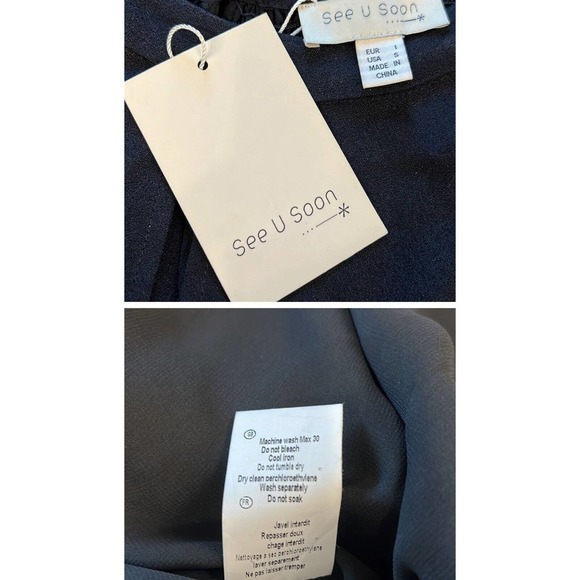 See U Soon
EUR I
USA S
MADE IN
CHINA
See U Soon
GB
Machine wash Max 30
Do not bleach
Cool iron
Do not tumble dry
Dry clean perchloroethylene
Wash separately
Do not soak
FR
Javel interdit
Repasser doux
chage interdit
Nettoyage a sec perchloroethylene
laver separement
Ne pas laisser tremper